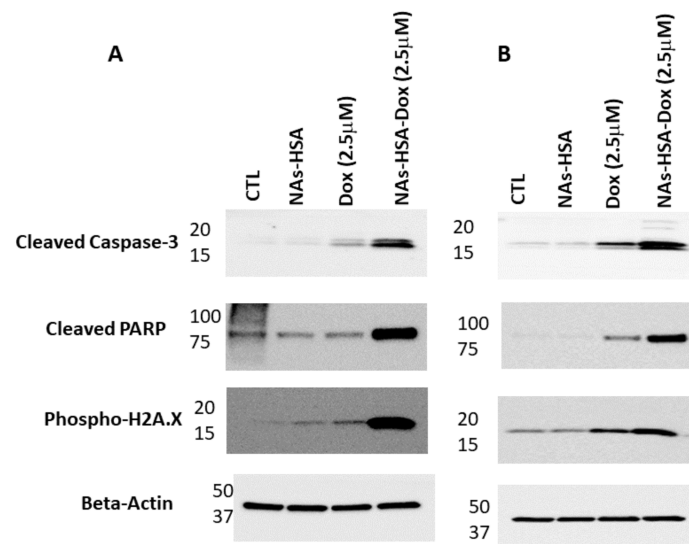 A
B
CTL
NAs-HSA
Dox (2.5μM)
NAs-HSA-Dox (2.5μM)
CTL
NAs-HSA
Dox (2.5μM)
NAs-HSA-Dox (2.5μM)
Cleaved Caspase-3
20
15
20
15
Cleaved PARP
100
75
100
75
Phospho-H2A.X
20
15
20
15
Beta-Actin
50
37
50
37